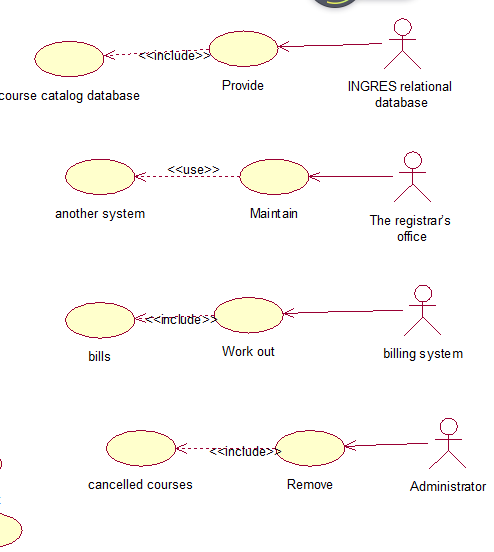 <<include>>
Provide
course catalog database
INGRES relational
database
<<use>>
another system
Maintain
The registrar's
office
<<include>>
bills
Work out
billing system
<<include>>
cancelled courses
Remove
Administrator